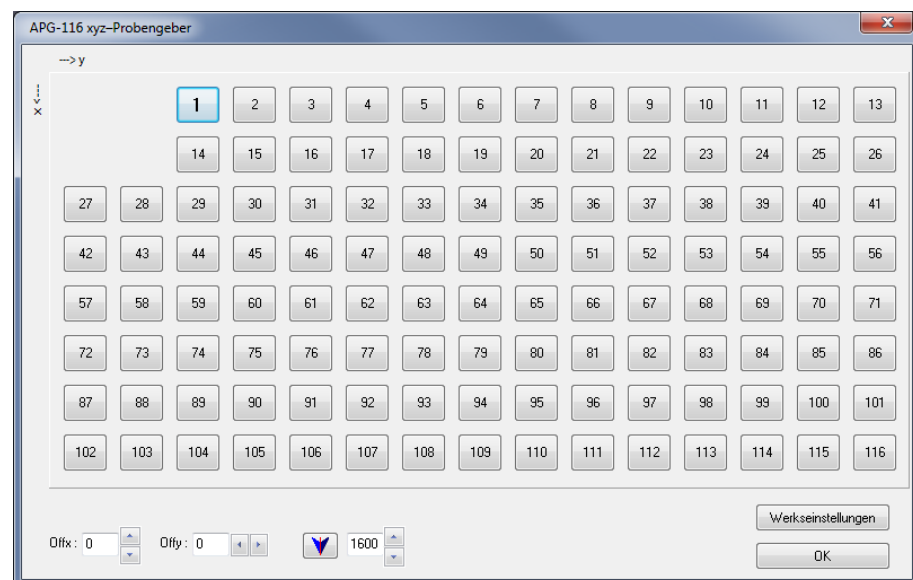 APG-116 xyz–Probengeber
---> y
---> x
1 2 3 4 5 6 7 8 9 10 11 12 13
14 15 16 17 18 19 20 21 22 23 24 25 26
27 28 29 30 31 32 33 34 35 36 37 38 39 40 41
42 43 44 45 46 47 48 49 50 51 52 53 54 55 56
57 58 59 60 61 62 63 64 65 66 67 68 69 70 71
72 73 74 75 76 77 78 79 80 81 82 83 84 85 86
87 88 89 90 91 92 93 94 95 96 97 98 99 100 101
102 103 104 105 106 107 108 109 110 111 112 113 114 115 116
Werkseinstellungen
Offx : 0 Offy : 0 1600
OK